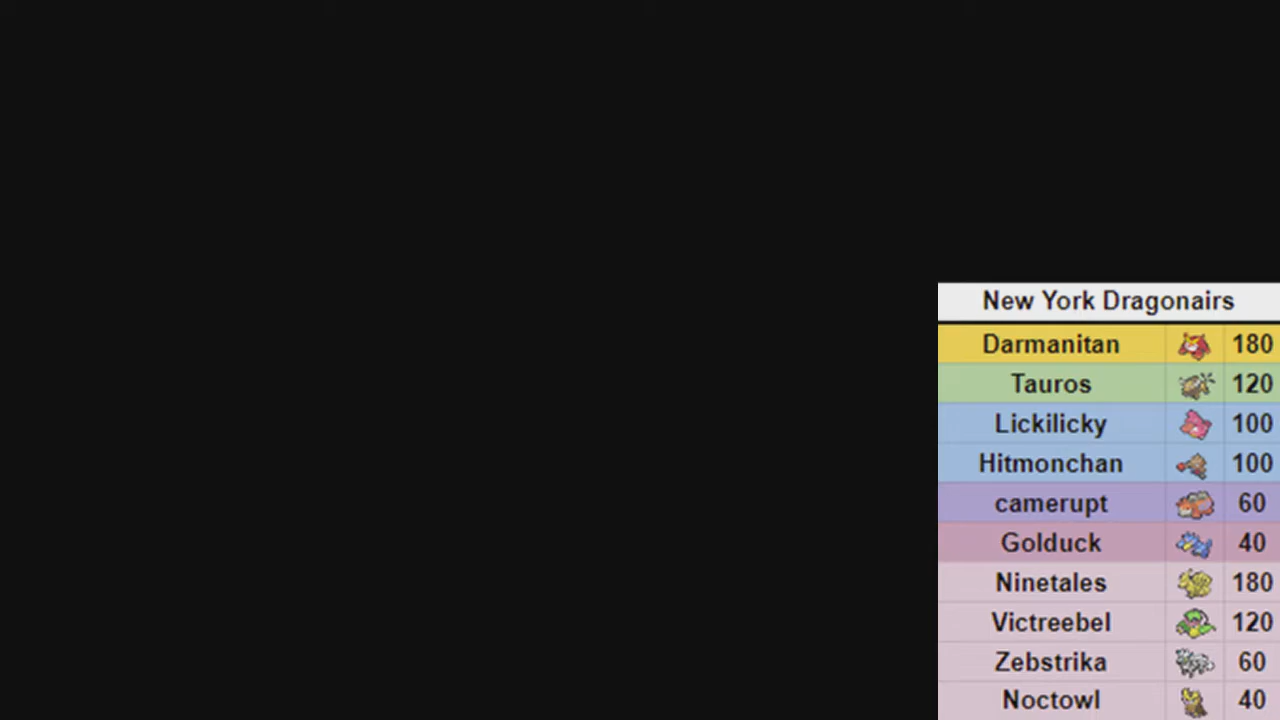 New York Dragonairs
Darmanitan 180
Tauros 120
Lickilicky 100
Hitmonchan 100
camerupt 60
Golduck 40
Ninetales 180
Victreebel 120
Zebstrika 60
Noctowl 40